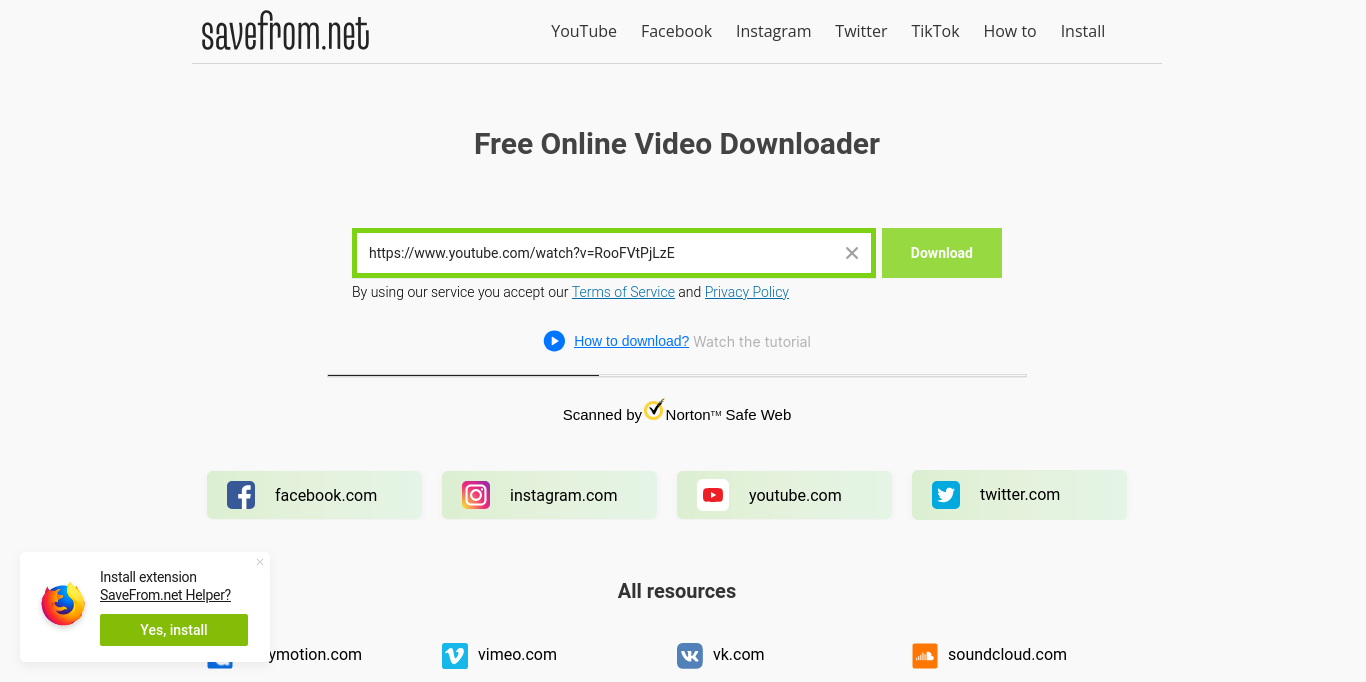 savefrom.net
YouTube Facebook Instagram Twitter TikTok How to Install
Free Online Video Downloader
https://www.youtube.com/watch?v=RooFVtPjLzE
Download
By using our service you accept our Terms of Service and Privacy Policy
How to download? Watch the tutorial
Scanned by Norton™ Safe Web
facebook.com instagram.com youtube.com twitter.com
Install extension
SaveFrom.net Helper?
Yes, install
All resources
ymotion.com vimeo.com vk.com soundcloud.com